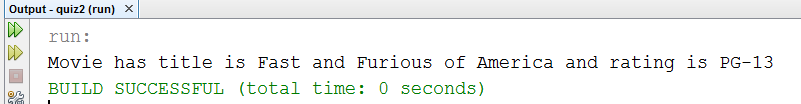 Output - quiz2 (run) ×
run:
Movie has title is Fast and Furious of America and rating is PG-13
BUILD SUCCESSFUL (total time: 0 seconds)